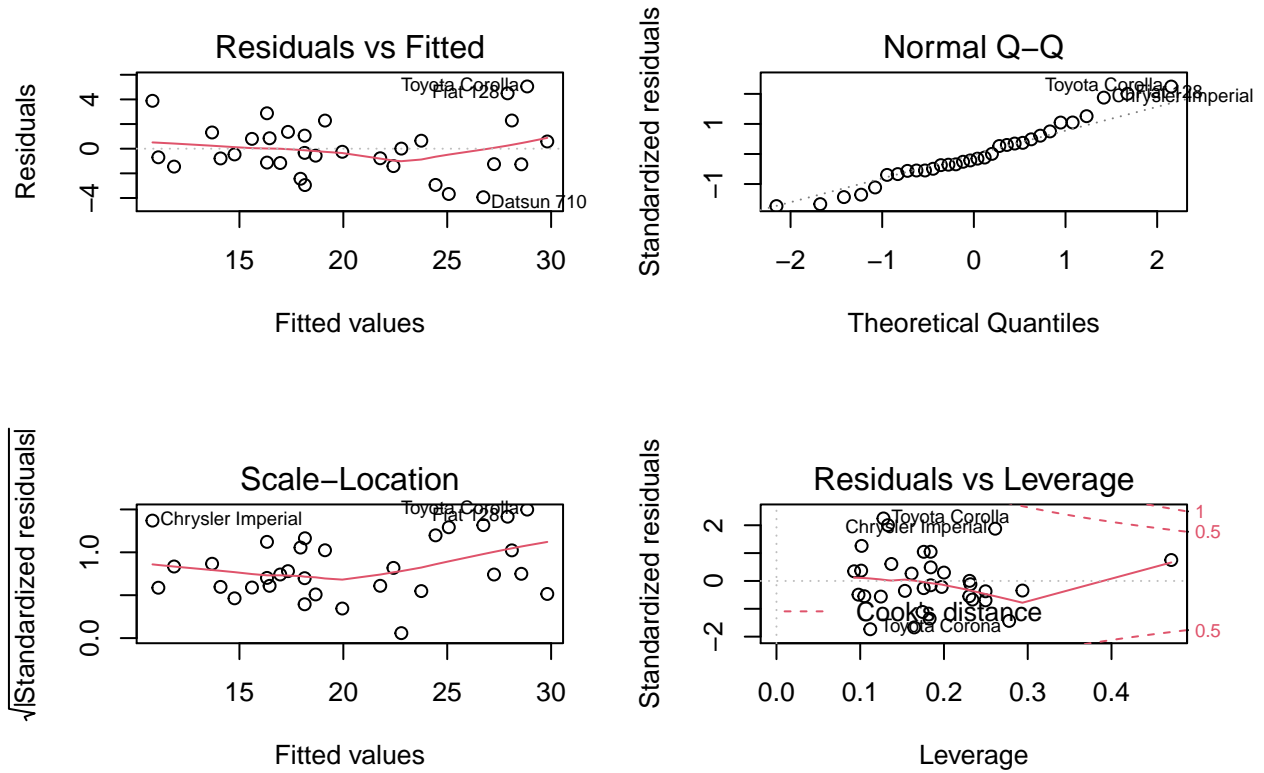 Residuals vs Fitted
Residuals
4
0
−4
Toyota Corolla
Fiat 128
Datsun 710
15 20 25 30
Fitted values
Normal Q−Q
Standardized residuals
1
−1
Toyota Corolla
Fiat 128
Chrysler Imperial
−2 −1 0 1 2
Theoretical Quantiles
Scale−Location
√|Standardized residuals|
1.0
0.0
Toyota Corolla
Fiat 128
Chrysler Imperial
15 20 25 30
Fitted values
Residuals vs Leverage
Standardized residuals
2
0
−2
Toyota Corolla
Chrysler Imperial
Cook's distance
Toyota Corona
1
0.5
0.5
0.0 0.1 0.2 0.3 0.4
Leverage